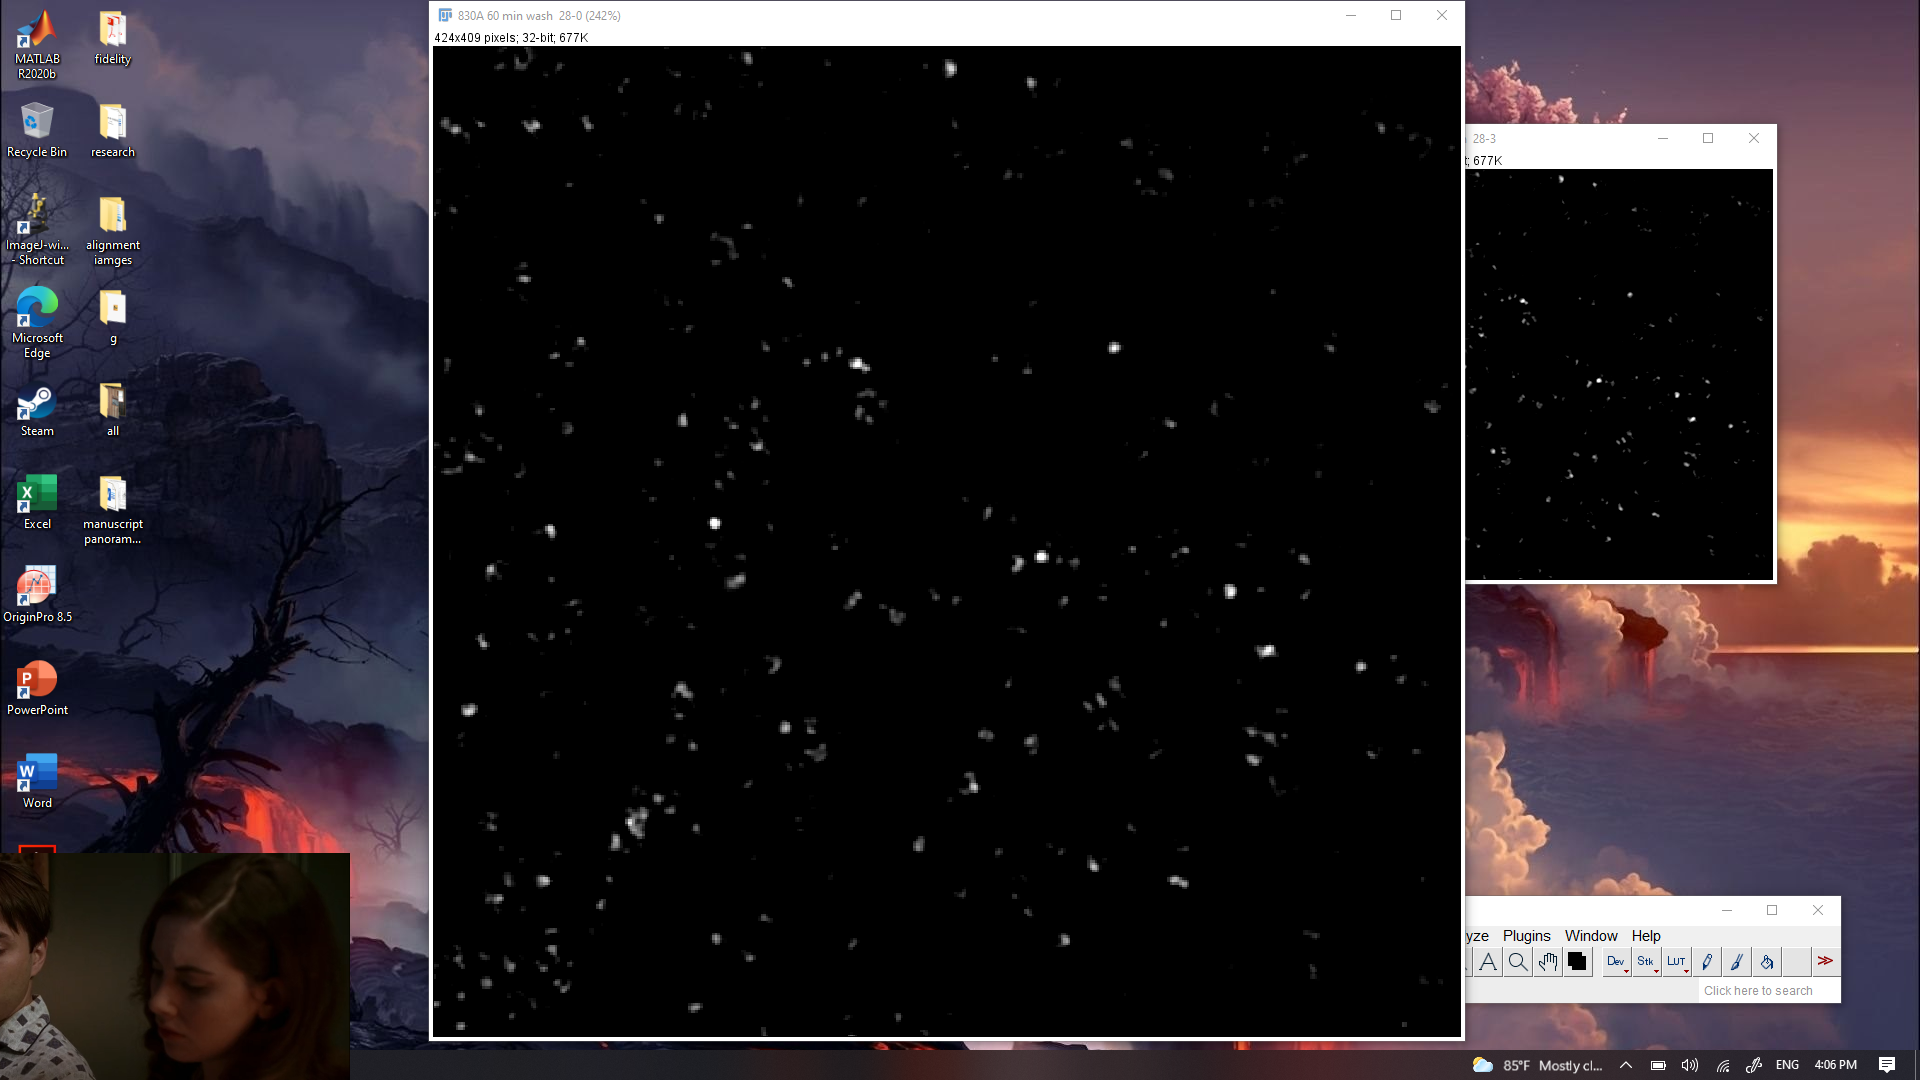 MATLAB
R2020b
fidelity
Recycle Bin
research
ImageJ-wi...
- Shortcut
alignment
iamges
Microsoft
Edge
g
Steam
all
Excel
manuscript
panoram...
OriginPro 8.5
PowerPoint
Word
830A 60 min wash 28-0 (242%)
424x409 pixels; 32-bit; 677K
28-3
t; 677K
yze Plugins Window Help
A Dev Stk LUT >>
Click here to search
85°F Mostly cl... ENG 4:06 PM